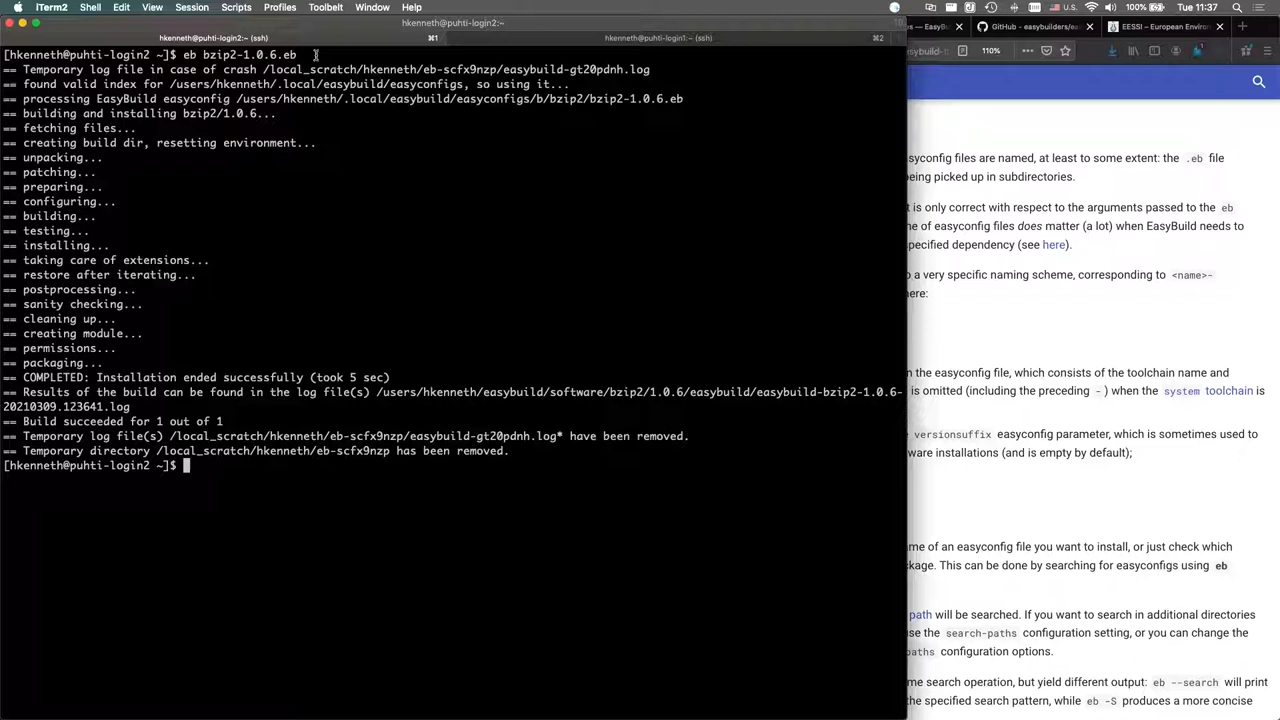 iTerm2 Shell Edit View Session Scripts Profiles Toolbelt Window Help
Tue 11:37
hkenneth@puhti-login2:~
hkenneth@puhti-login2:~ (ssh) ⌘1 hkenneth@puhti-login1:~ (ssh) ⌘2
[hkenneth@puhti-login2 ~]$ eb bzip2-1.0.6.eb
== Temporary log file in case of crash /local_scratch/hkenneth/eb-scfx9nzp/easybuild-gt20pdnh.log
== found valid index for /users/hkenneth/.local/easybuild/easyconfigs, so using it...
== processing EasyBuild easyconfig /users/hkenneth/.local/easybuild/easyconfigs/b/bzip2/bzip2-1.0.6.eb
== building and installing bzip2/1.0.6...
== fetching files...
== creating build dir, resetting environment...
== unpacking...
== patching...
== preparing...
== configuring...
== building...
== testing...
== installing...
== taking care of extensions...
== restore after iterating...
== postprocessing...
== sanity checking...
== cleaning up...
== creating module...
== permissions...
== packaging...
== COMPLETED: Installation ended successfully (took 5 sec)
== Results of the build can be found in the log file(s) /users/hkenneth/easybuild/software/bzip2/1.0.6/easybuild/easybuild-bzip2-1.0.6-
20210309.123641.log
== Build succeeded for 1 out of 1
== Temporary log file(s) /local_scratch/hkenneth/eb-scfx9nzp/easybuild-gt20pdnh.log* have been removed.
== Temporary directory /local_scratch/hkenneth/eb-scfx9nzp has been removed.
[hkenneth@puhti-login2 ~]$
s — EasyB GitHub - easybuilders/eas EESSI - European Environ
ybuild-t 110%
syconfig files are named, at least to some extent: the .eb file
being picked up in subdirectories.
t is only correct with respect to the arguments passed to the eb
ne of easyconfig files does matter (a lot) when EasyBuild needs to
specified dependency (see here).
o a very specific naming scheme, corresponding to <name>-
here:
n the easyconfig file, which consists of the toolchain name and
is omitted (including the preceding -) when the system toolchain is
versionsuffix easyconfig parameter, which is sometimes used to
ware installations (and is empty by default);
ame of an easyconfig file you want to install, or just check which
ckage. This can be done by searching for easyconfigs using eb
path will be searched. If you want to search in additional directories
use the search-paths configuration setting, or you can change the
paths configuration options.
me search operation, but yield different output: eb --search will print
the specified search pattern, while eb -S produces a more concise